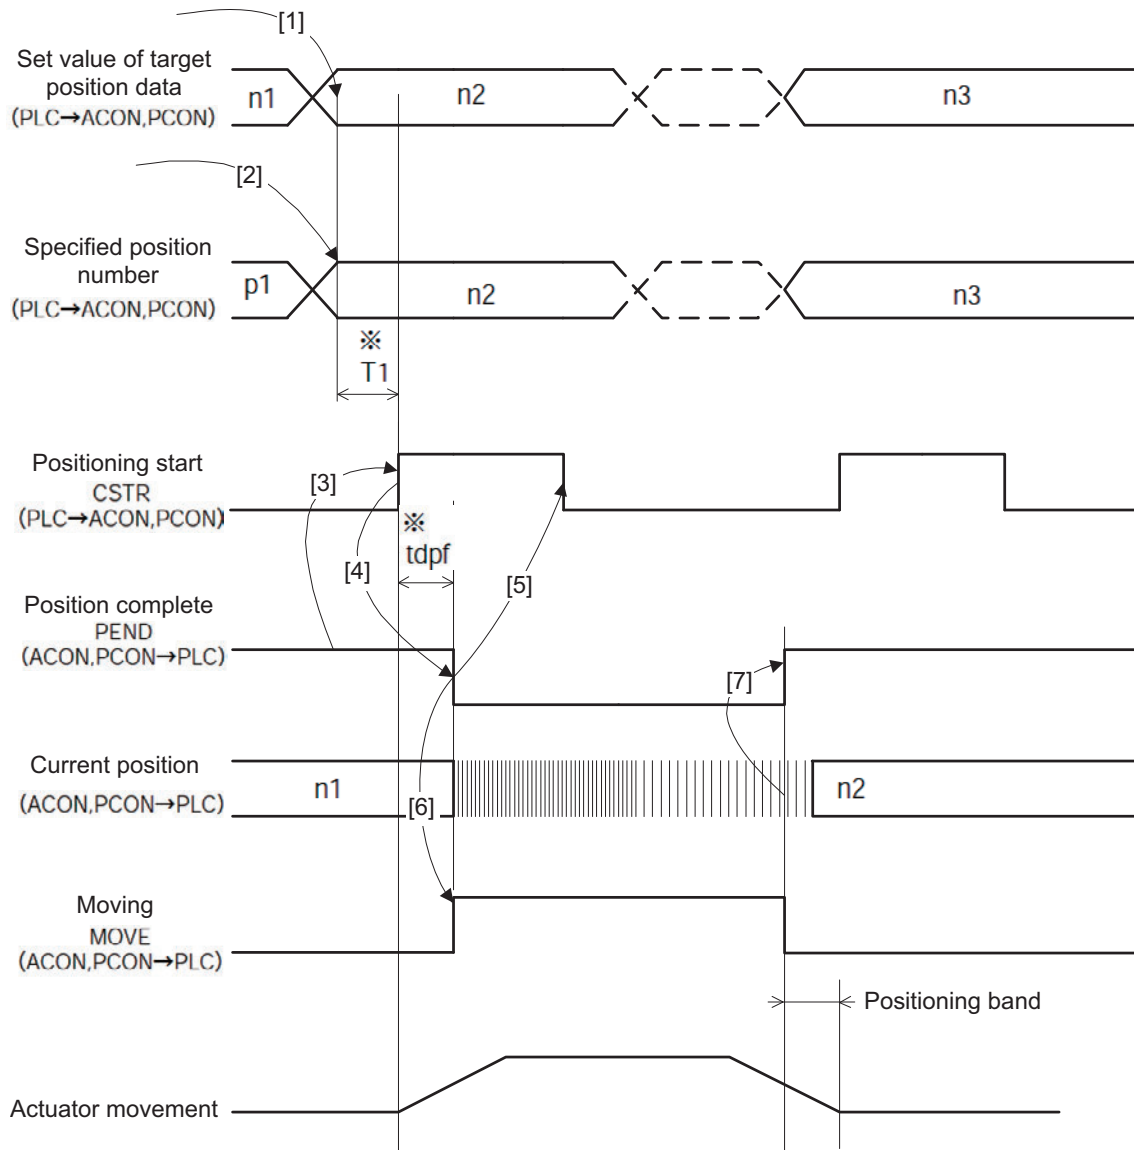 [1]
Set value of target
position data
(PLC→ACON,PCON)
n1
n2
n3
[2]
Specified position
number
(PLC→ACON,PCON)
p1
n2
n3
※
T1
Positioning start
CSTR
(PLC→ACON,PCON)
[3]
※
tdpf
[4]
[5]
Position complete
PEND
(ACON,PCON→PLC)
[7]
Current position
(ACON,PCON→PLC)
n1
n2
[6]
Moving
MOVE
(ACON,PCON→PLC)
Positioning band
Actuator movement